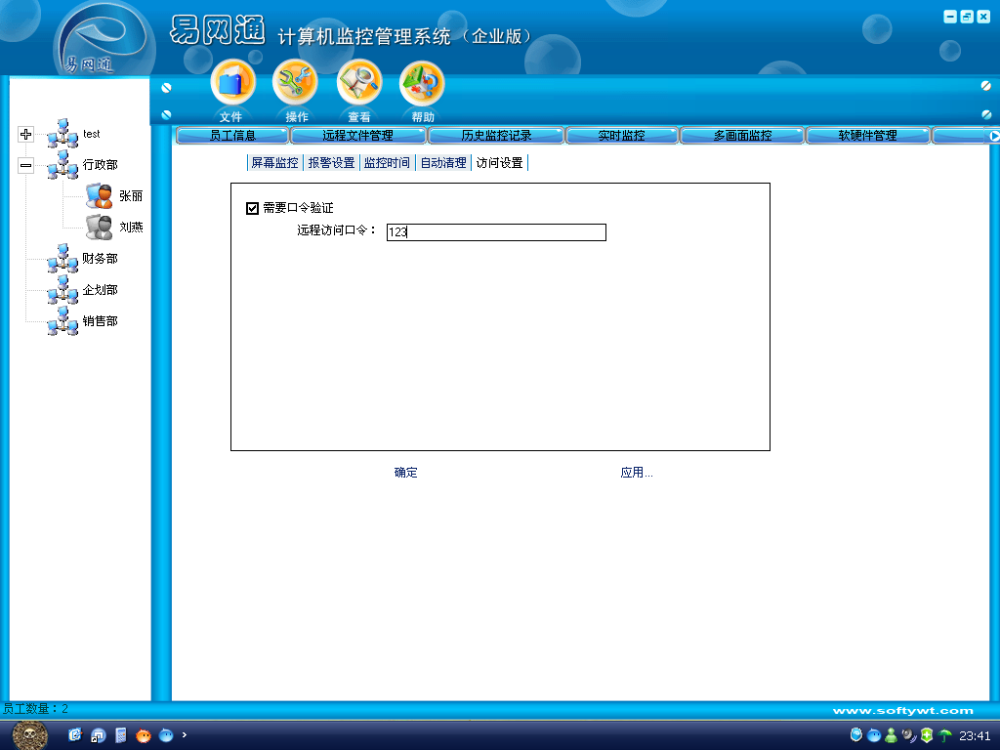 易网通 计算机监控管理系统（企业版）
易网通
文件 操作 查看 帮助
员工信息 远程文件管理 历史监控记录 实时监控 多画面监控 软硬件管理
屏幕监控 报警设置 监控时间 自动清理 访问设置
test
行政部
张丽
刘燕
财务部
企划部
销售部
需要口令验证
远程访问口令： 123
确定 应用...
员工数量：2
www.softywt.com
23:41